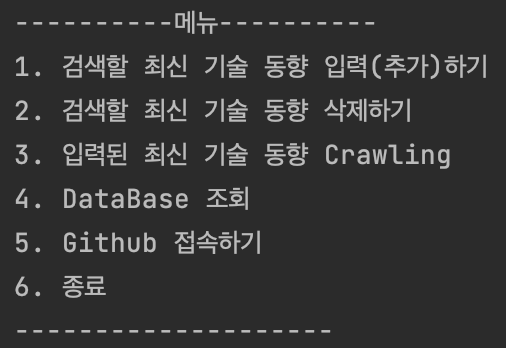 ----------메뉴----------
1. 검색할 최신 기술 동향 입력(추가)하기
2. 검색할 최신 기술 동향 삭제하기
3. 입력된 최신 기술 동향 Crawling
4. DataBase 조회
5. Github 접속하기
6. 종료
--------------------